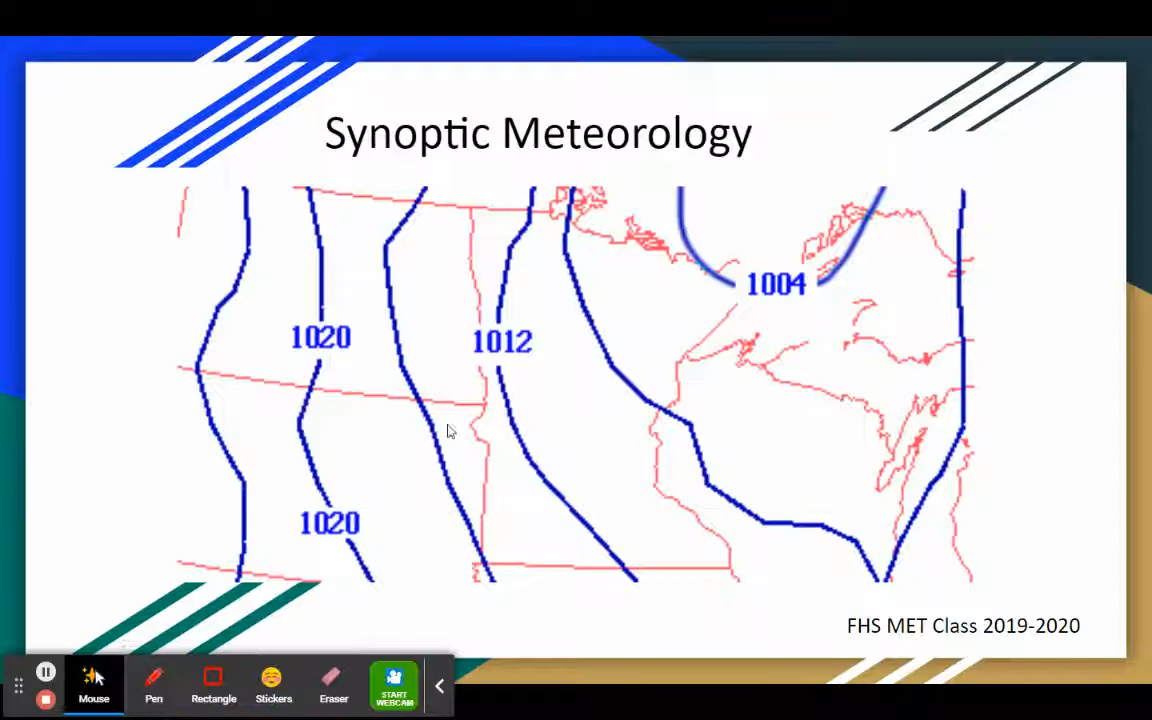 Synoptic Meteorology
1004
1020
1012
1020
FHS MET Class 2019-2020
Mouse
Pen
Rectangle
Stickers
Eraser
START
WEBCAM